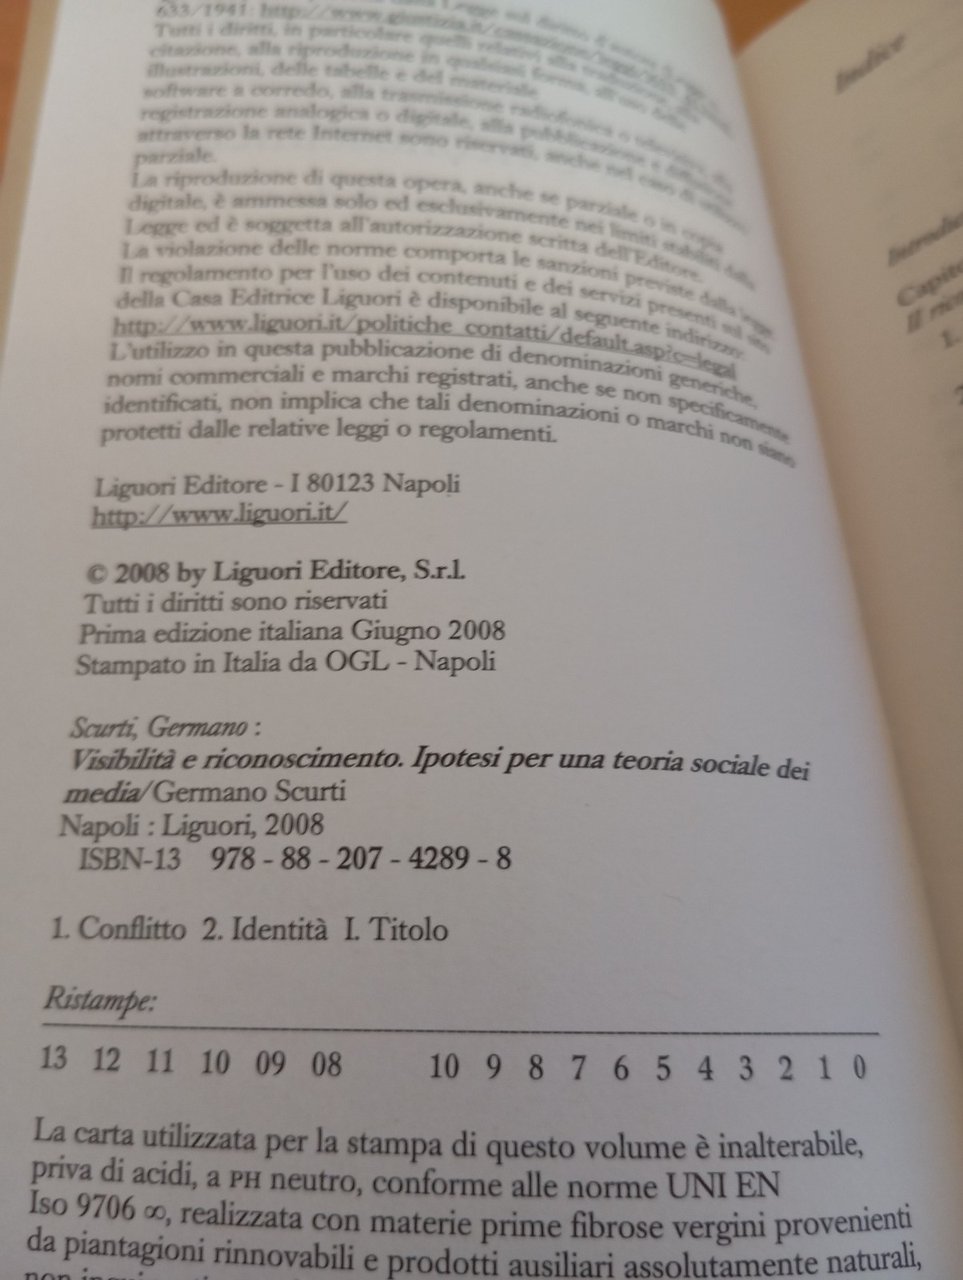 633/1941: http://www.giustizia.it/
Tutti i diritti, in particolare quelli relativi alla traduzione, alla
citazione, alla riproduzione in qualsiasi forma, all'uso delle
illustrazioni, delle tabelle e del materiale
software a corredo, alla trasmissione radiofonica o televisiva, alla
registrazione analogica o digitale, alla pubblicazione e diffusione
attraverso la rete Internet sono riservati, anche nel caso di utilizzo
parziale.
La riproduzione di questa opera, anche se parziale o in copia
digitale, è ammessa solo ed esclusivamente nei limiti stabiliti dalla
Legge ed è soggetta all'autorizzazione scritta dell'Editore.
La violazione delle norme comporta le sanzioni previste dalla legge
Il regolamento per l'uso dei contenuti e dei servizi presenti sul sito
della Casa Editrice Liguori è disponibile al seguente indirizzo:
http://www.liguori.it/politiche_contatti/default.asp?c=legal
L'utilizzo in questa pubblicazione di denominazioni generiche,
nomi commerciali e marchi registrati, anche se non specificamente
identificati, non implica che tali denominazioni o marchi non siano
protetti dalle relative leggi o regolamenti.
Liguori Editore - I 80123 Napoli
http://www.liguori.it/
© 2008 by Liguori Editore, S.r.l.
Tutti i diritti sono riservati
Prima edizione italiana Giugno 2008
Stampato in Italia da OGL - Napoli
Scurti, Germano :
Visibilità e riconoscimento. Ipotesi per una teoria sociale dei
media/Germano Scurti
Napoli : Liguori, 2008
ISBN-13 978 - 88 - 207 - 4289 - 8
1. Conflitto 2. Identità I. Titolo
Ristampe:
13 12 11 10 09 08 10 9 8 7 6 5 4 3 2 1 0
La carta utilizzata per la stampa di questo volume è inalterabile,
priva di acidi, a PH neutro, conforme alle norme UNI EN
Iso 9706 ∞, realizzata con materie prime fibrose vergini provenienti
da piantagioni rinnovabili e prodotti ausiliari assolutamente naturali,
Indice
1.